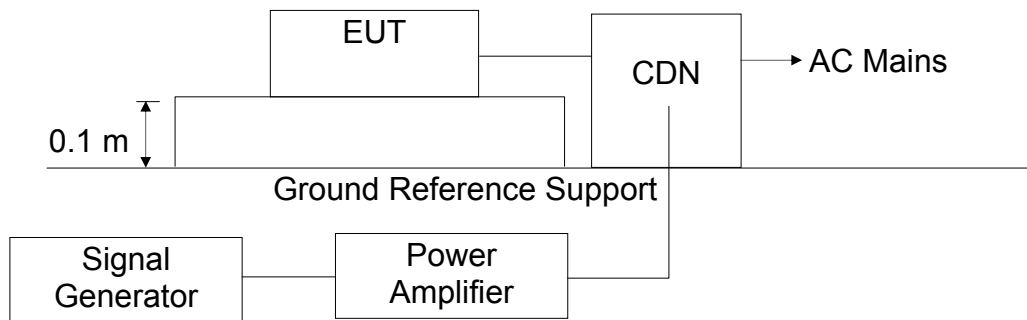 EUT
CDN
AC Mains
0.1 m
Ground Reference Support
Signal
Generator
Power
Amplifier